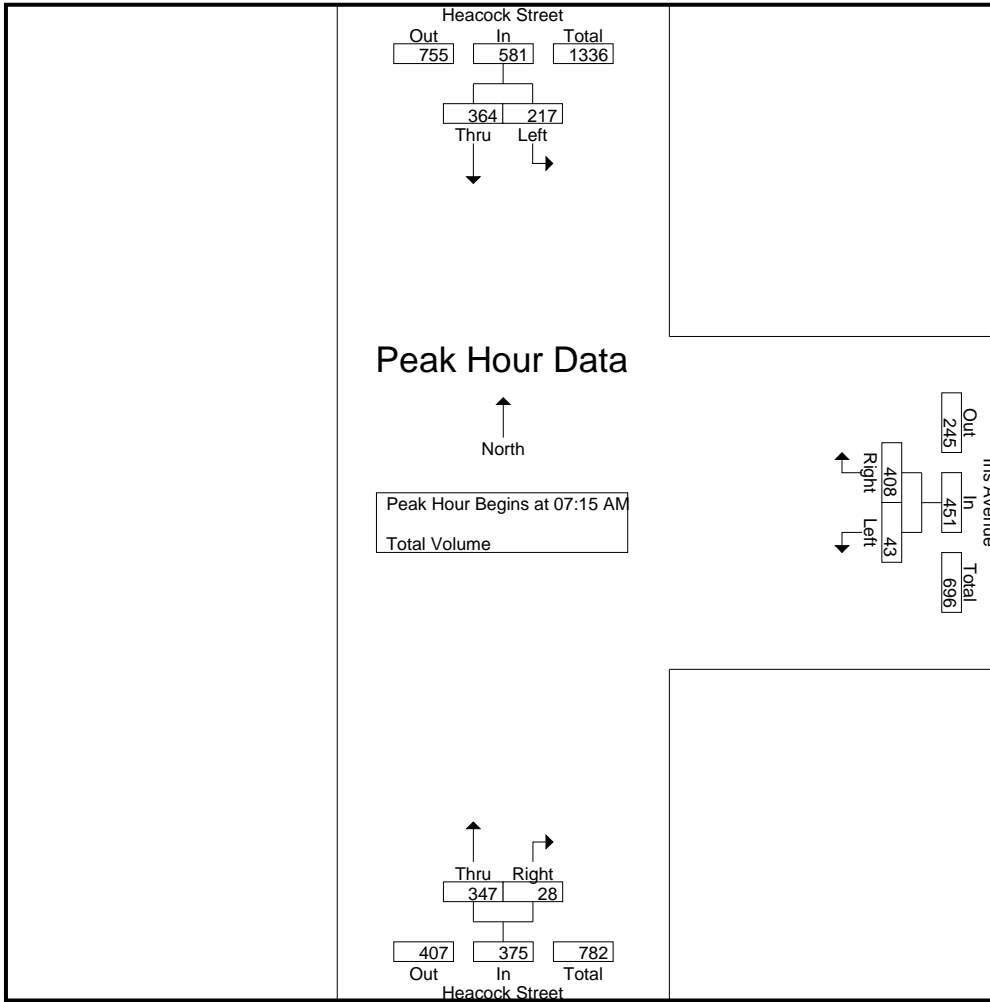 Heacock Street
Out In Total
755 581 1336
364 217
Thru Left
Peak Hour Data
North
Peak Hour Begins at 07:15 AM
Total Volume
Avenue
Out In Total
245 451 696
408 43
Right Left
Thru Right
347 28
407 375 782
Out In Total
Heacock Street